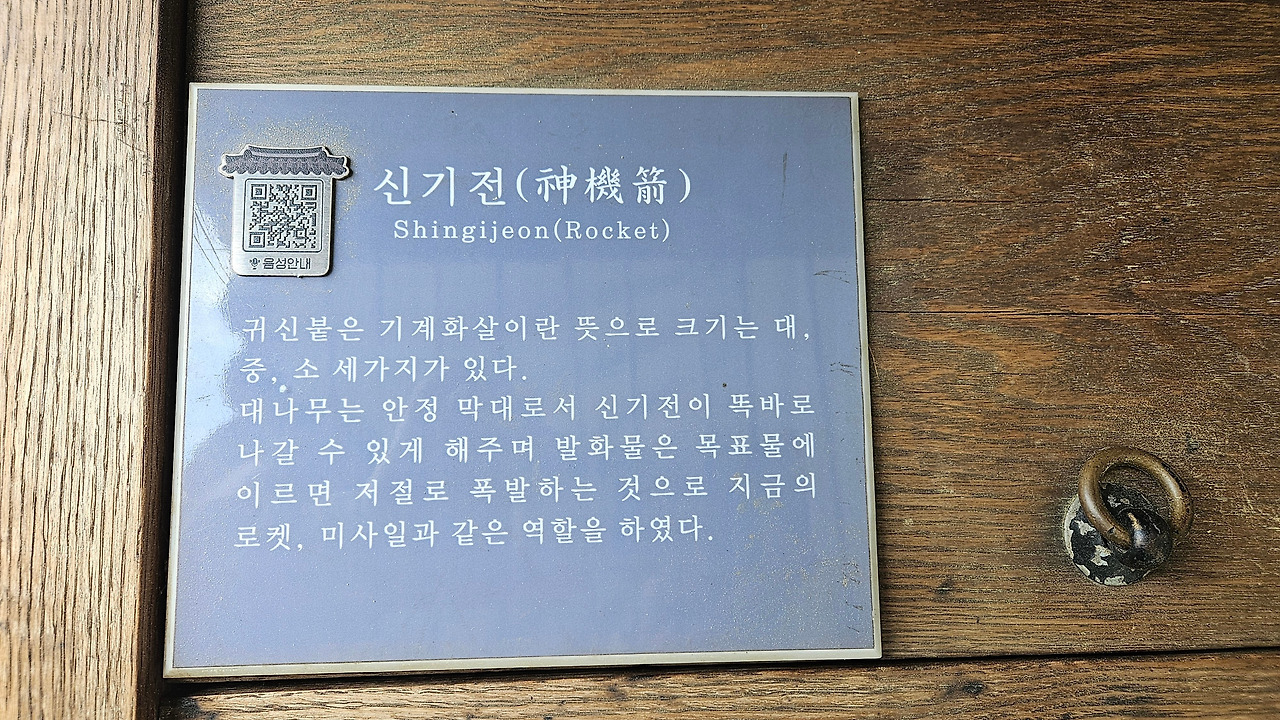 신기전(神機箭)
Shingijeon(Rocket)
음성안내
귀신붙은 기계화살이란 뜻으로 크기는 대,
중, 소 세가지가 있다.
대나무는 안정 막대로서 신기전이 똑바로
나갈 수 있게 해주며 발화물은 목표물에
이르면 저절로 폭발하는 것으로 지금의
로켓, 미사일과 같은 역할을 하였다.